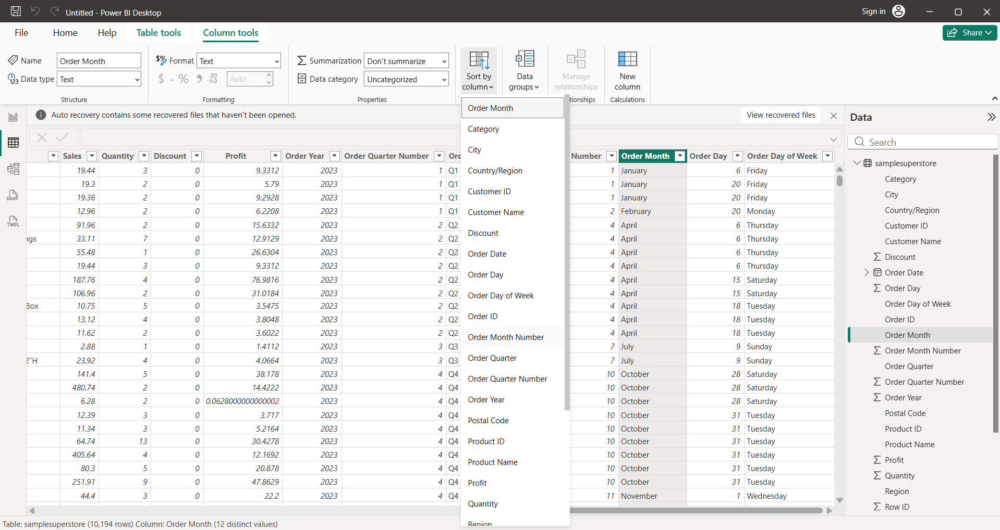 Untitled - Power BI Desktop
Sign in
File Home Help Table tools Column tools
Share
Name Order Month
Data type Text
Structure
Format Text
$ % Auto
Formatting
Summarization Don't summarize
Data category Uncategorized
Properties
Sort by column
Data groups
Manage relationships
New column
Calculations
Auto recovery contains some recovered files that haven't been opened.
View recovered files
Sales Quantity Discount Profit Order Year Order Quarter Number Number Order Month Order Day Order Day of Week
19.44 3 0 9.3312 2023 1 Q1 1 January 6 Friday
19.3 2 0 5.79 2023 1 Q1 1 January 20 Friday
19.36 2 0 9.2928 2023 1 Q1 1 January 20 Friday
12.96 2 0 6.2208 2023 1 Q1 2 February 20 Monday
91.96 2 0 15.6332 2023 2 Q2 4 April 6 Thursday
ngs 33.11 7 0 12.9129 2023 2 Q2 4 April 6 Thursday
55.48 1 0 26.6304 2023 2 Q2 4 April 6 Thursday
19.44 3 0 9.3312 2023 2 Q2 4 April 6 Thursday
187.76 4 0 76.9816 2023 2 Q2 4 April 15 Saturday
106.96 2 0 31.0184 2023 2 Q2 4 April 15 Saturday
Box 10.75 5 0 3.5475 2023 2 Q2 4 April 18 Tuesday
13.12 4 0 3.8048 2023 2 Q2 4 April 18 Tuesday
11.62 2 0 3.6022 2023 2 Q2 4 April 18 Tuesday
2.88 1 0 1.4112 2023 3 Q3 7 July 9 Sunday
2"H 23.92 4 0 4.0664 2023 3 Q3 7 July 9 Sunday
141.4 5 0 38.178 2023 4 Q4 10 October 28 Saturday
480.74 2 0 14.4222 2023 4 Q4 10 October 28 Saturday
6.28 2 0 0.0628000000000002 2023 4 Q4 10 October 28 Saturday
12.39 3 0 3.717 2023 4 Q4 10 October 31 Tuesday
11.34 3 0 5.2164 2023 4 Q4 10 October 31 Tuesday
64.74 13 0 30.4278 2023 4 Q4 10 October 31 Tuesday
405.64 4 0 12.1692 2023 4 Q4 10 October 31 Tuesday
80.3 5 0 20.878 2023 4 Q4 10 October 31 Tuesday
251.91 9 0 47.8629 2023 4 Q4 10 October 31 Tuesday
44.4 3 0 22.2 2023 4 Q4 11 November 1 Wednesday
Order Month
Category
City
Country/Region
Customer ID
Customer Name
Discount
Order Date
Order Day
Order Day of Week
Order ID
Order Month Number
Order Quarter
Order Quarter Number
Order Year
Postal Code
Product ID
Product Name
Profit
Quantity
Region
Data
Search
samplesuperstore
Category
City
Country/Region
Customer ID
Customer Name
Discount
Order Date
Order Day
Order Day of Week
Order ID
Order Month
Order Month Number
Order Quarter
Order Quarter Number
Order Year
Postal Code
Product ID
Product Name
Profit
Quantity
Region
Row ID
DAX
TMDL
Table: samplesuperstore (10,194 rows) Column: Order Month (12 distinct values)